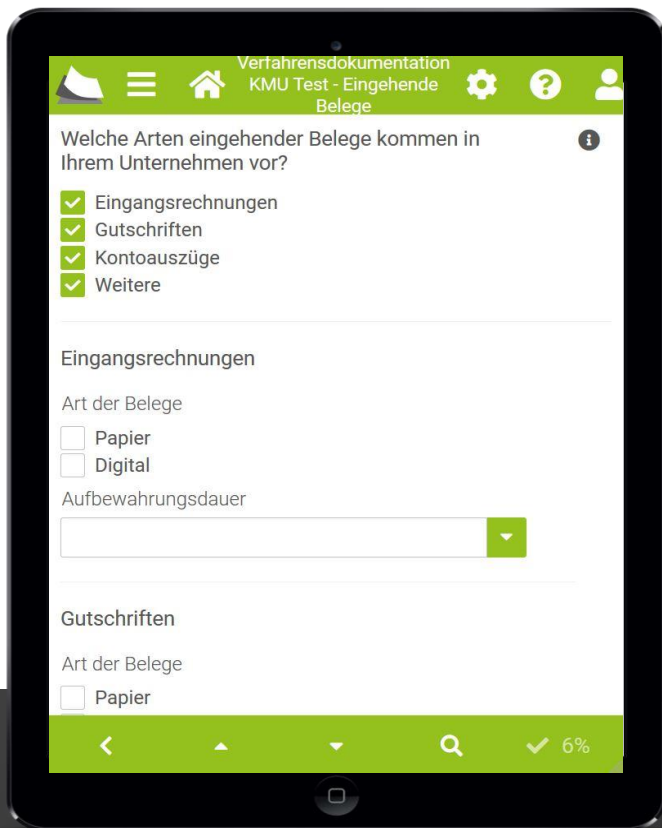 Verfahrensdokumentation
KMU Test - Eingehende
Belege
Welche Arten eingehender Belege kommen in
Ihrem Unternehmen vor?
Eingangsrechnungen
Gutschriften
Kontoauszüge
Weitere
Eingangsrechnungen
Art der Belege
Papier
Digital
Aufbewahrungsdauer
Gutschriften
Art der Belege
Papier
6%